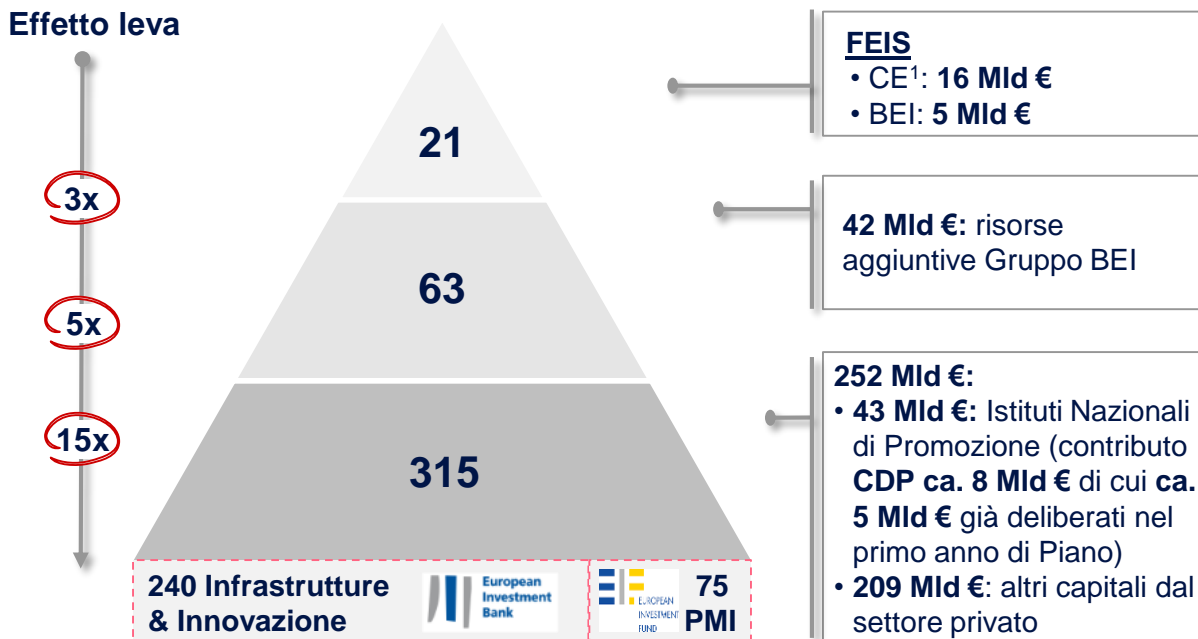 Effetto leva
3x
5x
15x
21
63
315
240 Infrastrutture
& Innovazione
European
Investment
Bank
EUROPEAN
INVESTMENT
FUND
75
PMI
FEIS
• CE¹: 16 Mld €
• BEI: 5 Mld €
42 Mld €: risorse
aggiuntive Gruppo BEI
252 Mld €:
• 43 Mld €: Istituti Nazionali
di Promozione (contributo
CDP ca. 8 Mld € di cui ca.
5 Mld € già deliberati nel
primo anno di Piano)
• 209 Mld €: altri capitali dal
settore privato